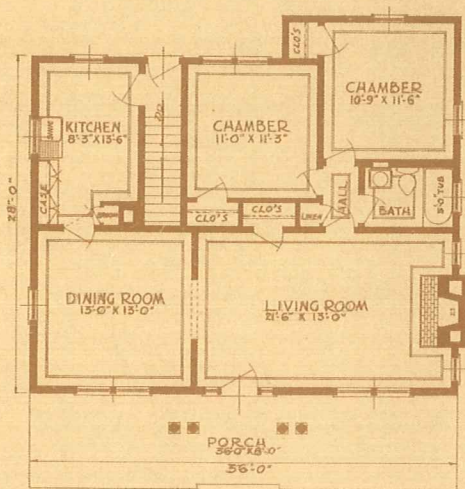 CLO'S
CHAMBER
10'-9" X 11'-6"
KITCHEN
8'-3" X 13'-6"
SINK
CHAMBER
11'-0" X 11'-3"
CASE
HALL
BATH
5'-0" TUB
CLO'S
CLO'S
LINEN
28'-0"
DINING ROOM
13'-0" X 13'-0"
LIVING ROOM
21'-6" X 13'-0"
PORCH
36'-0" X 8'-0"
36'-0"